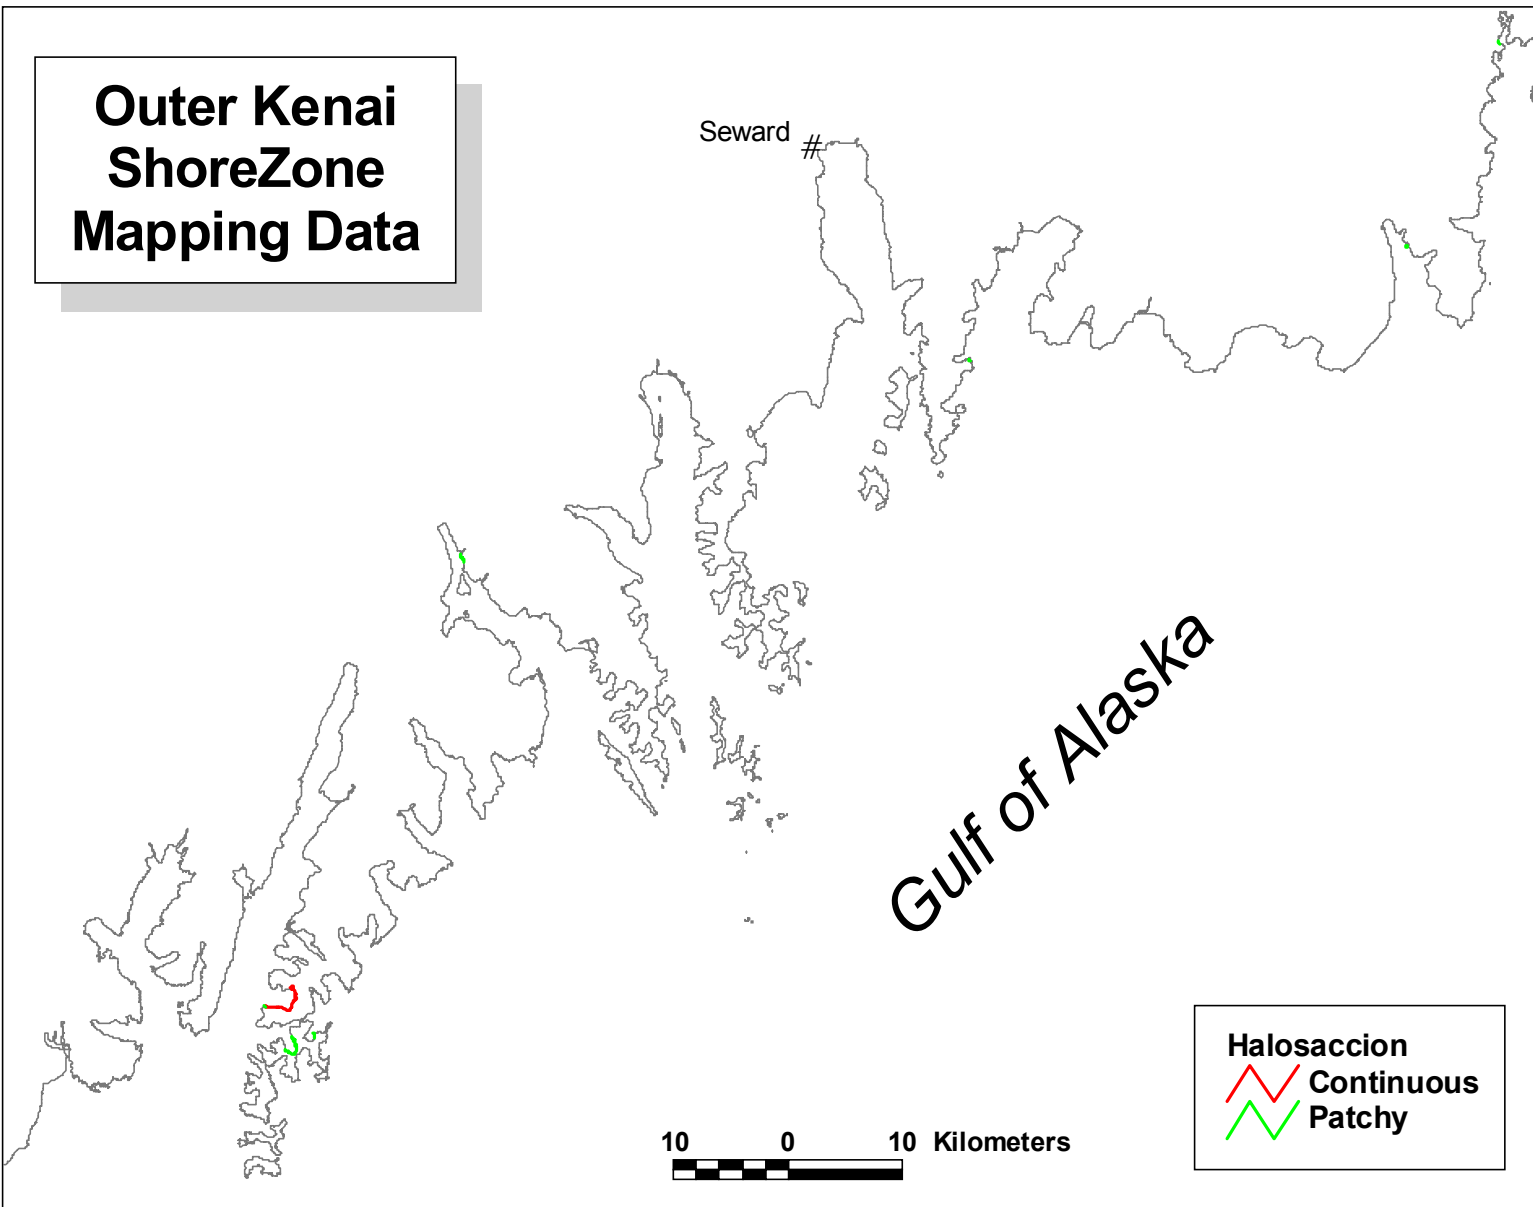 Outer Kenai
ShoreZone
Mapping Data
Seward
#
Gulf of Alaska
10 0 10 Kilometers
Halosaccion
Continuous
Patchy